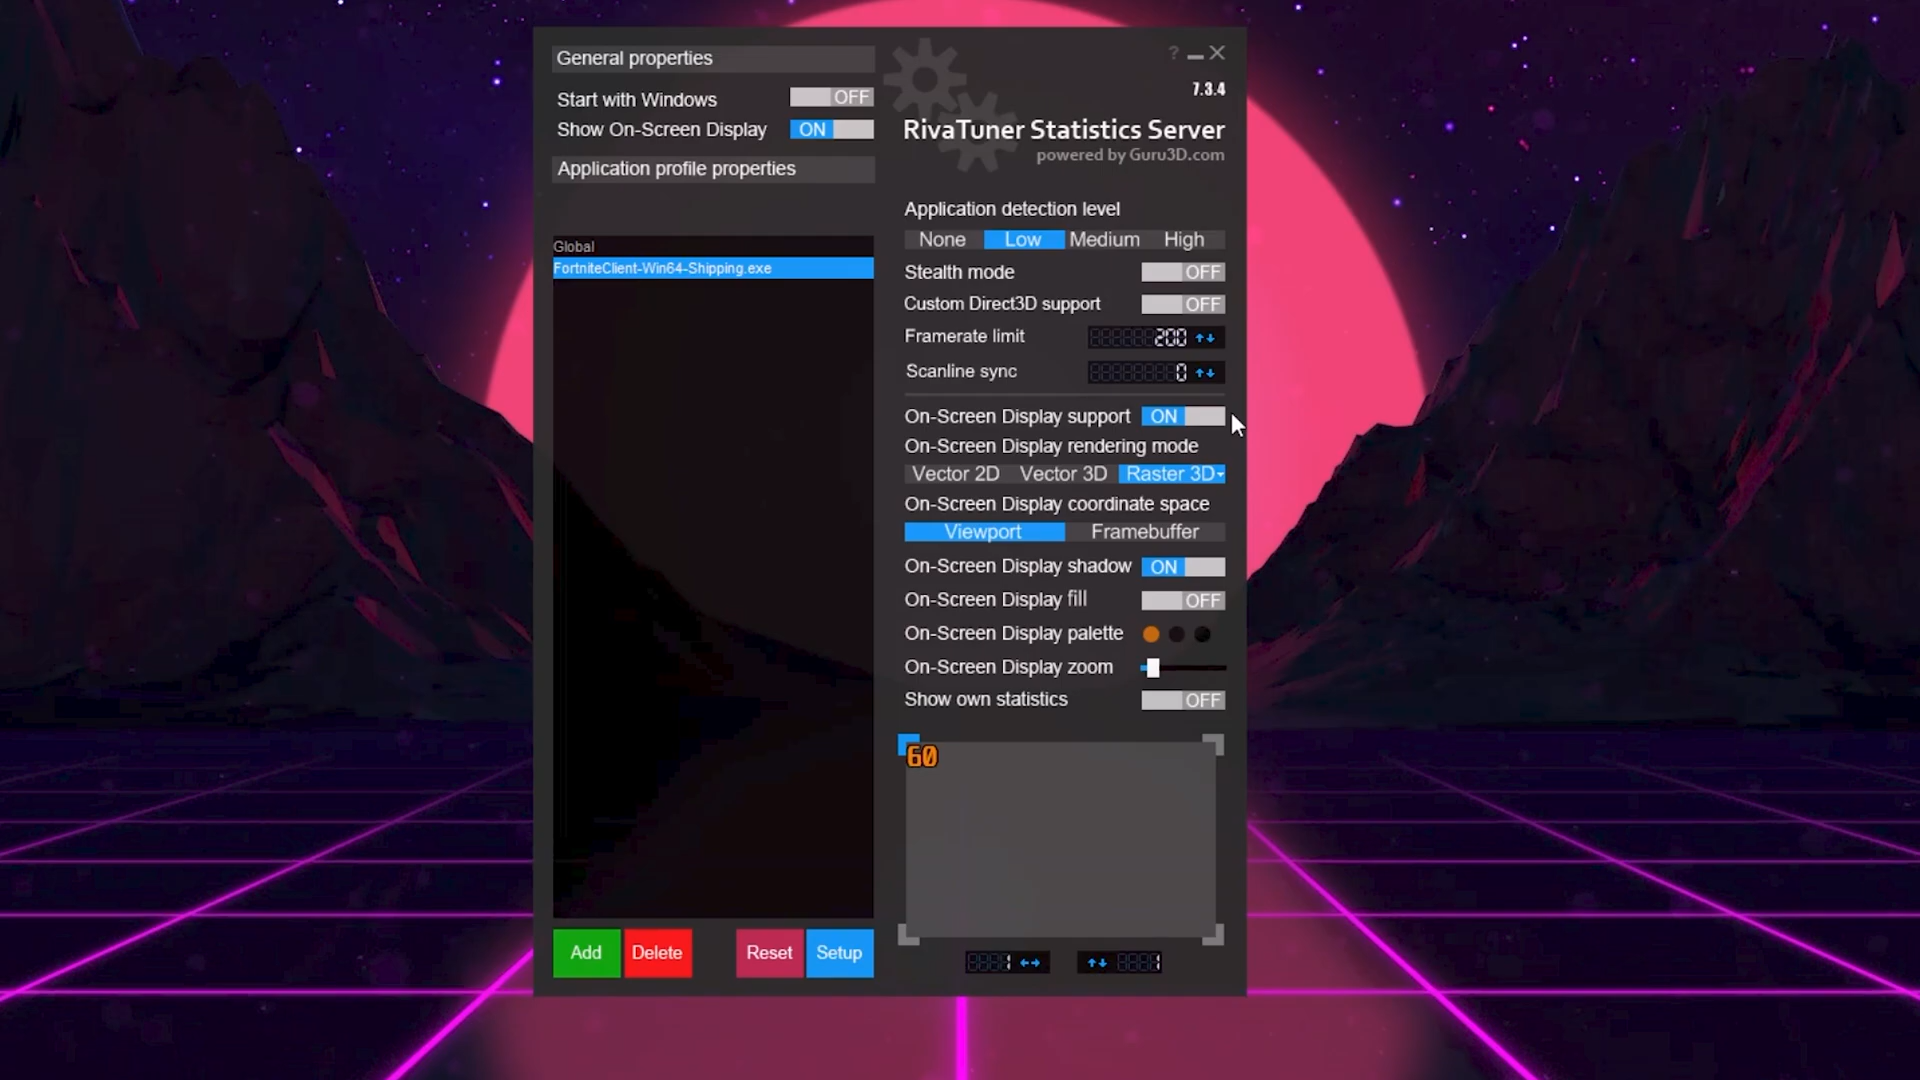 General properties
Start with Windows OFF
Show On-Screen Display ON
Application profile properties
Global
FortniteClient-Win64-Shipping.exe
Add Delete Reset Setup
?
7.3.4
RivaTuner Statistics Server
powered by Guru3D.com
Application detection level
None Low Medium High
Stealth mode OFF
Custom Direct3D support OFF
Framerate limit 200
Scanline sync 0
On-Screen Display support ON
On-Screen Display rendering mode
Vector 2D Vector 3D Raster 3D
On-Screen Display coordinate space
Viewport Framebuffer
On-Screen Display shadow ON
On-Screen Display fill OFF
On-Screen Display palette
On-Screen Display zoom
Show own statistics OFF
60
1 1